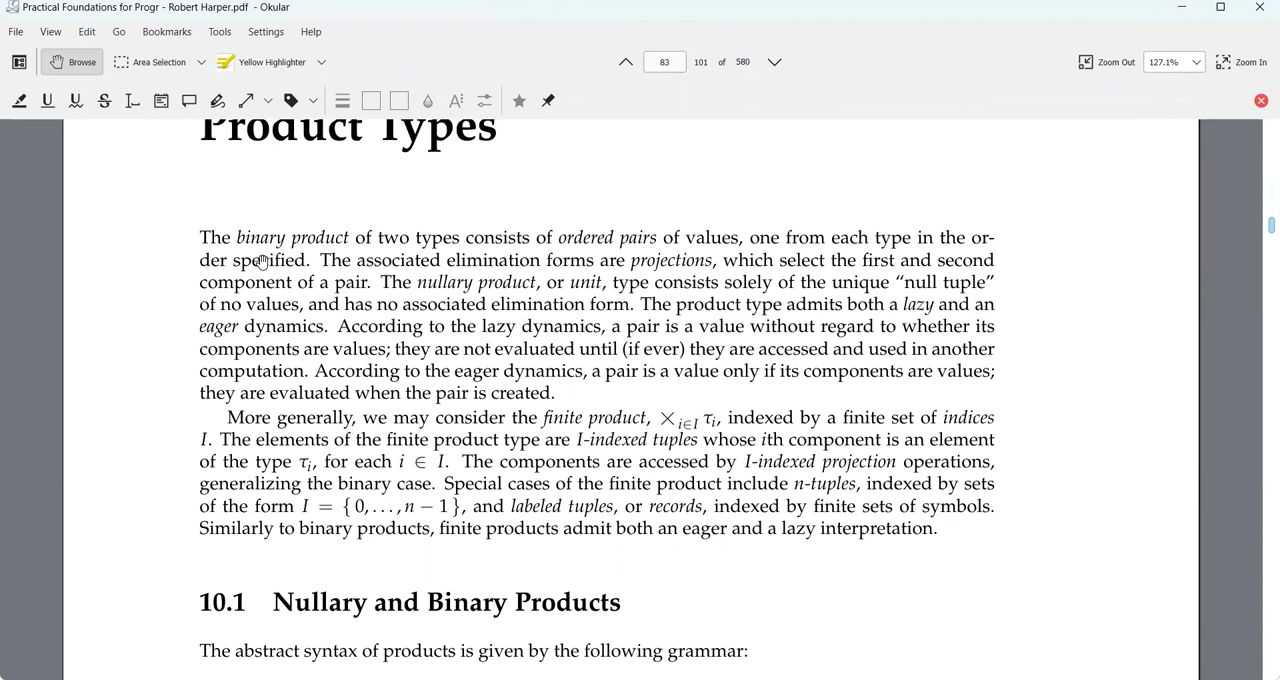 Practical Foundations for Progr - Robert Harper.pdf - Okular
File View Edit Go Bookmarks Tools Settings Help
Browse Area Selection Yellow Highlighter 83 101 of 580 Zoom Out 127.1% Zoom In
Product Types
The binary product of two types consists of ordered pairs of values, one from each type in the or-
der specified. The associated elimination forms are projections, which select the first and second
component of a pair. The nullary product, or unit, type consists solely of the unique “null tuple”
of no values, and has no associated elimination form. The product type admits both a lazy and an
eager dynamics. According to the lazy dynamics, a pair is a value without regard to whether its
components are values; they are not evaluated until (if ever) they are accessed and used in another
computation. According to the eager dynamics, a pair is a value only if its components are values;
they are evaluated when the pair is created.
More generally, we may consider the finite product, ×i∈I τi, indexed by a finite set of indices
I. The elements of the finite product type are I-indexed tuples whose ith component is an element
of the type τi, for each i ∈ I. The components are accessed by I-indexed projection operations,
generalizing the binary case. Special cases of the finite product include n-tuples, indexed by sets
of the form I = { 0, . . . , n − 1 }, and labeled tuples, or records, indexed by finite sets of symbols.
Similarly to binary products, finite products admit both an eager and a lazy interpretation.
10.1 Nullary and Binary Products
The abstract syntax of products is given by the following grammar: